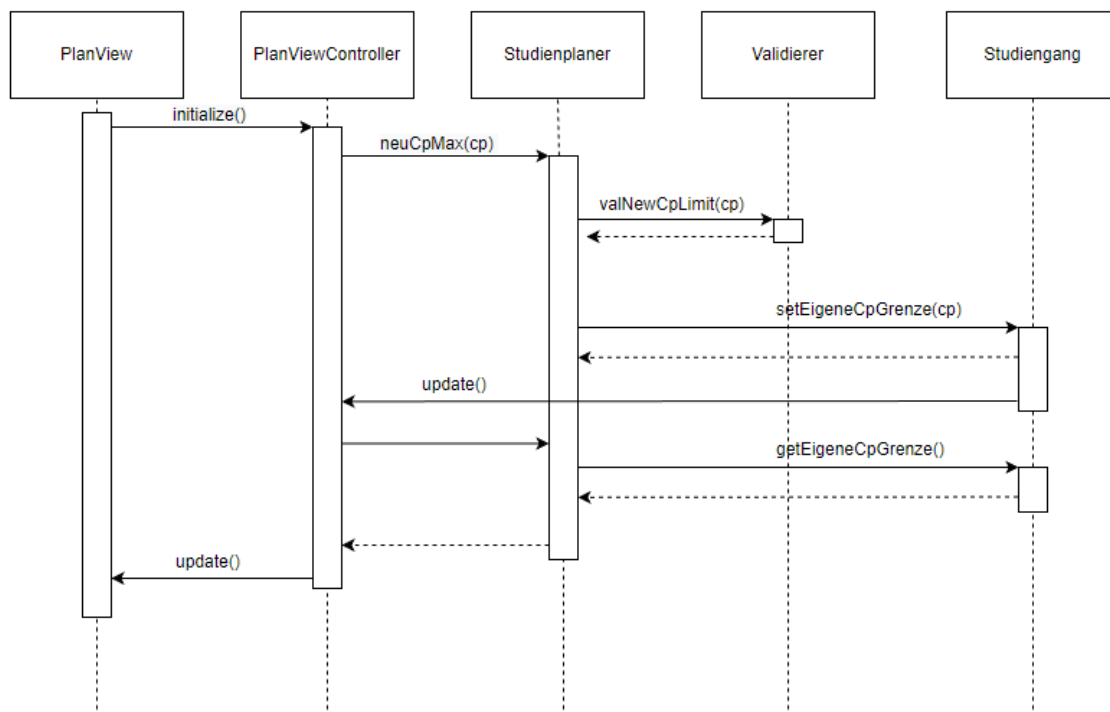 PlanView
PlanViewController
Studienplaner
Validierer
Studiengang
initialize()
neuCpMax(cp)
valNewCpLimit(cp)
setEigeneCpGrenze(cp)
update()
getEigeneCpGrenze()
update()